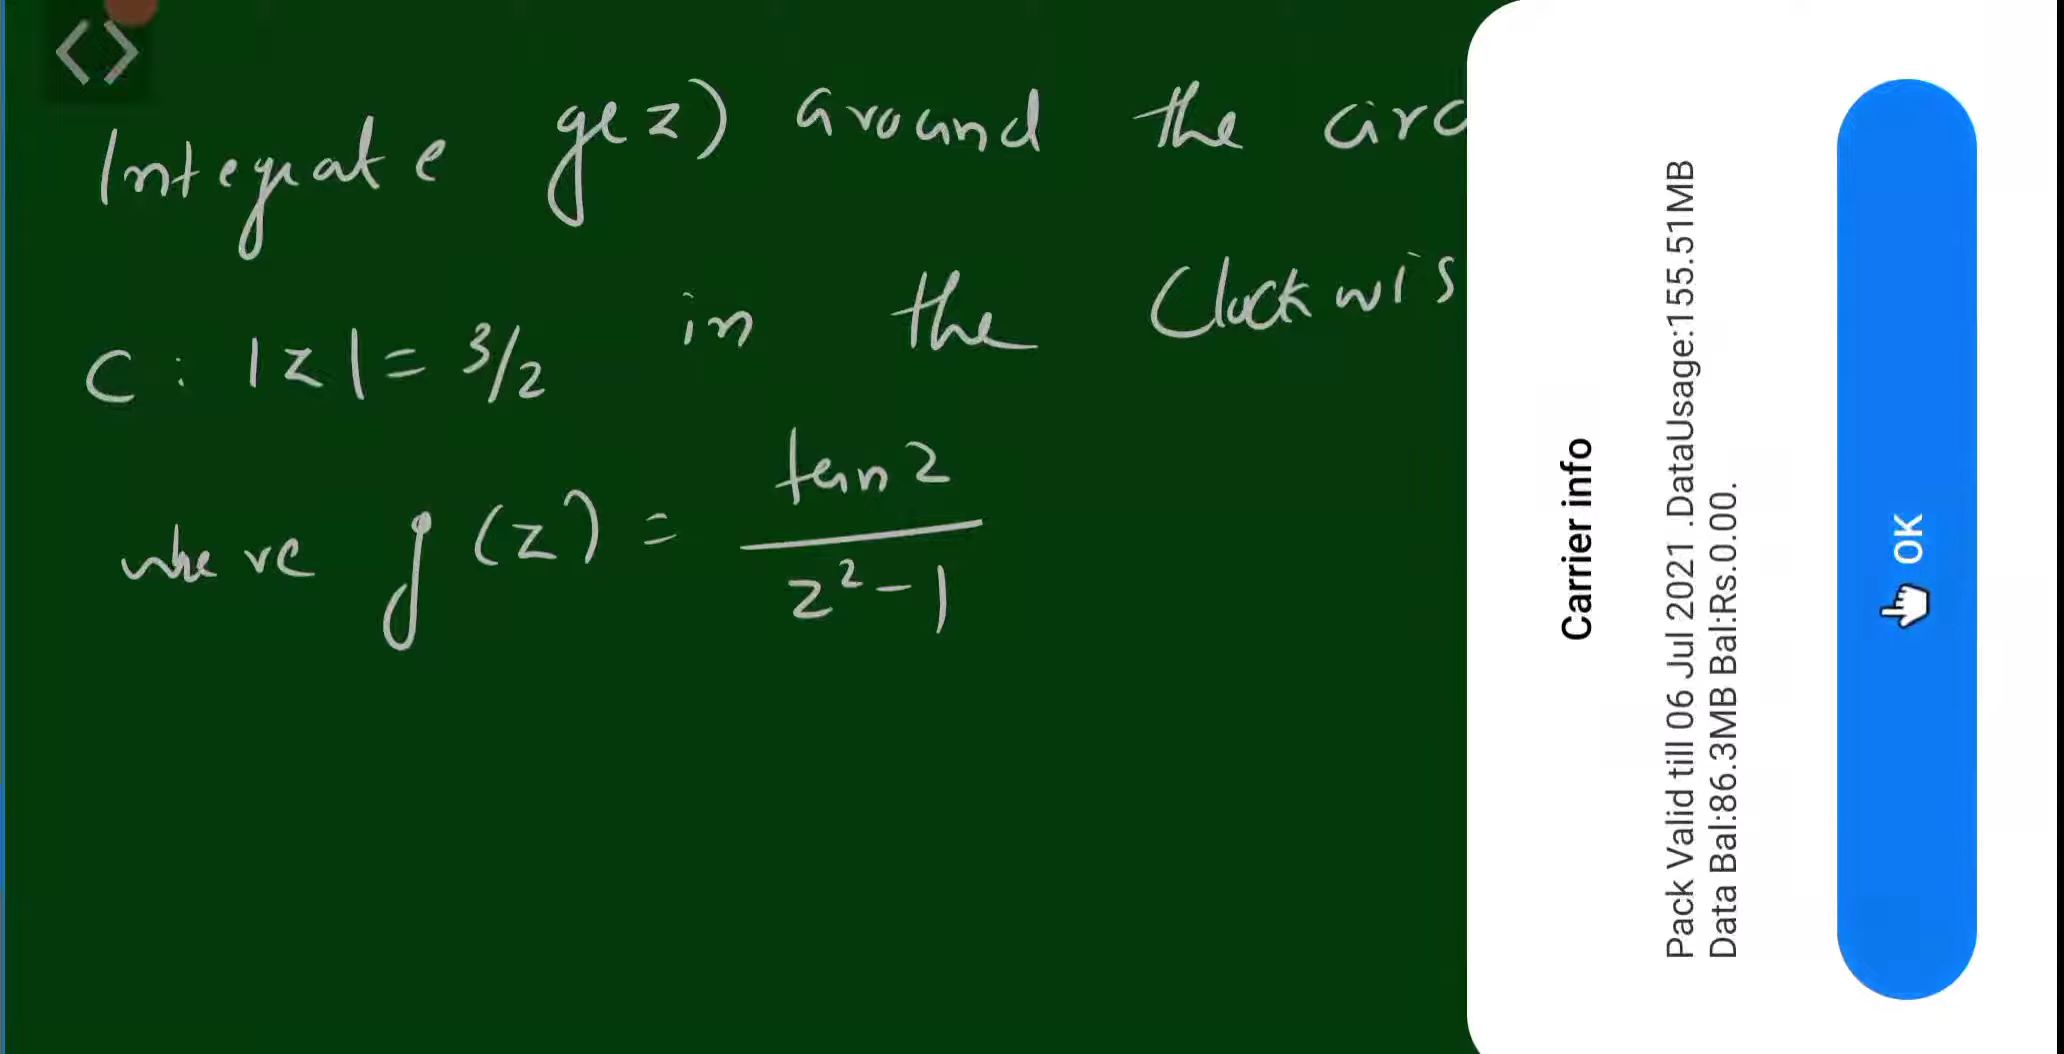 <>
Integrate g(z) around the circ
C: |z| = 3/2 in the Clockwis
where g(z) = tan z
z² - 1
Carrier info
Pack Valid till 06 Jul 2021 .DataUsage:155.51MB
Data Bal:86.3MB Bal:Rs.0.00.
OK